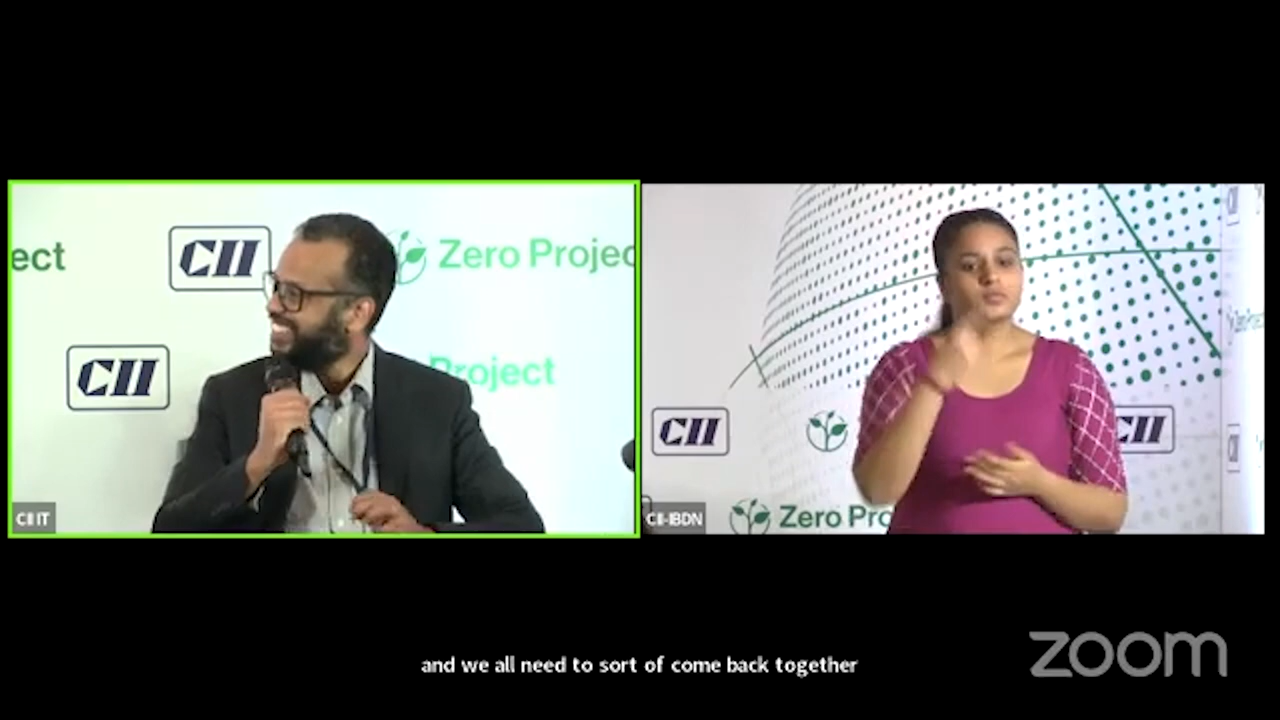 ect
CII
Zero Projec
CII
Project
CII IT
CII
CII
Zero Pro
CII-IBDN
and we all need to sort of come back together
zoom